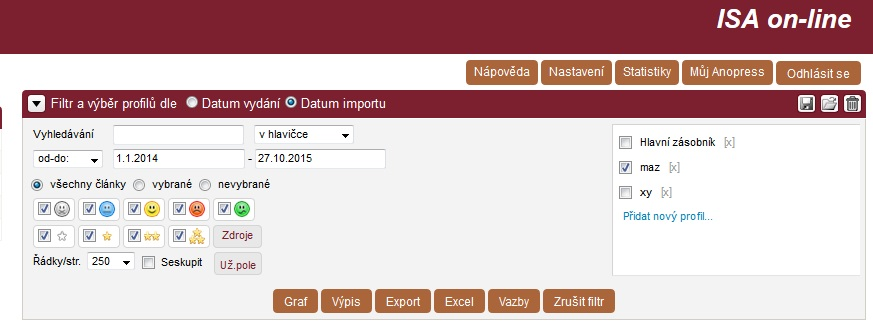 ISA on-line
Nápověda Nastavení Statistiky Můj Anopress Odhlásit se
Filtr a výběr profilů dle Datum vydání Datum importu
Vyhledávání v hlavičce
od-do: 1.1.2014 - 27.10.2015
všechny články vybrané nevybrané
Zdroje
Řádky/str. 250 Seskupit Už.pole
Hlavní zásobník [x]
maz [x]
xy [x]
Přidat nový profil...
Graf Výpis Export Excel Vazby Zrušit filtr